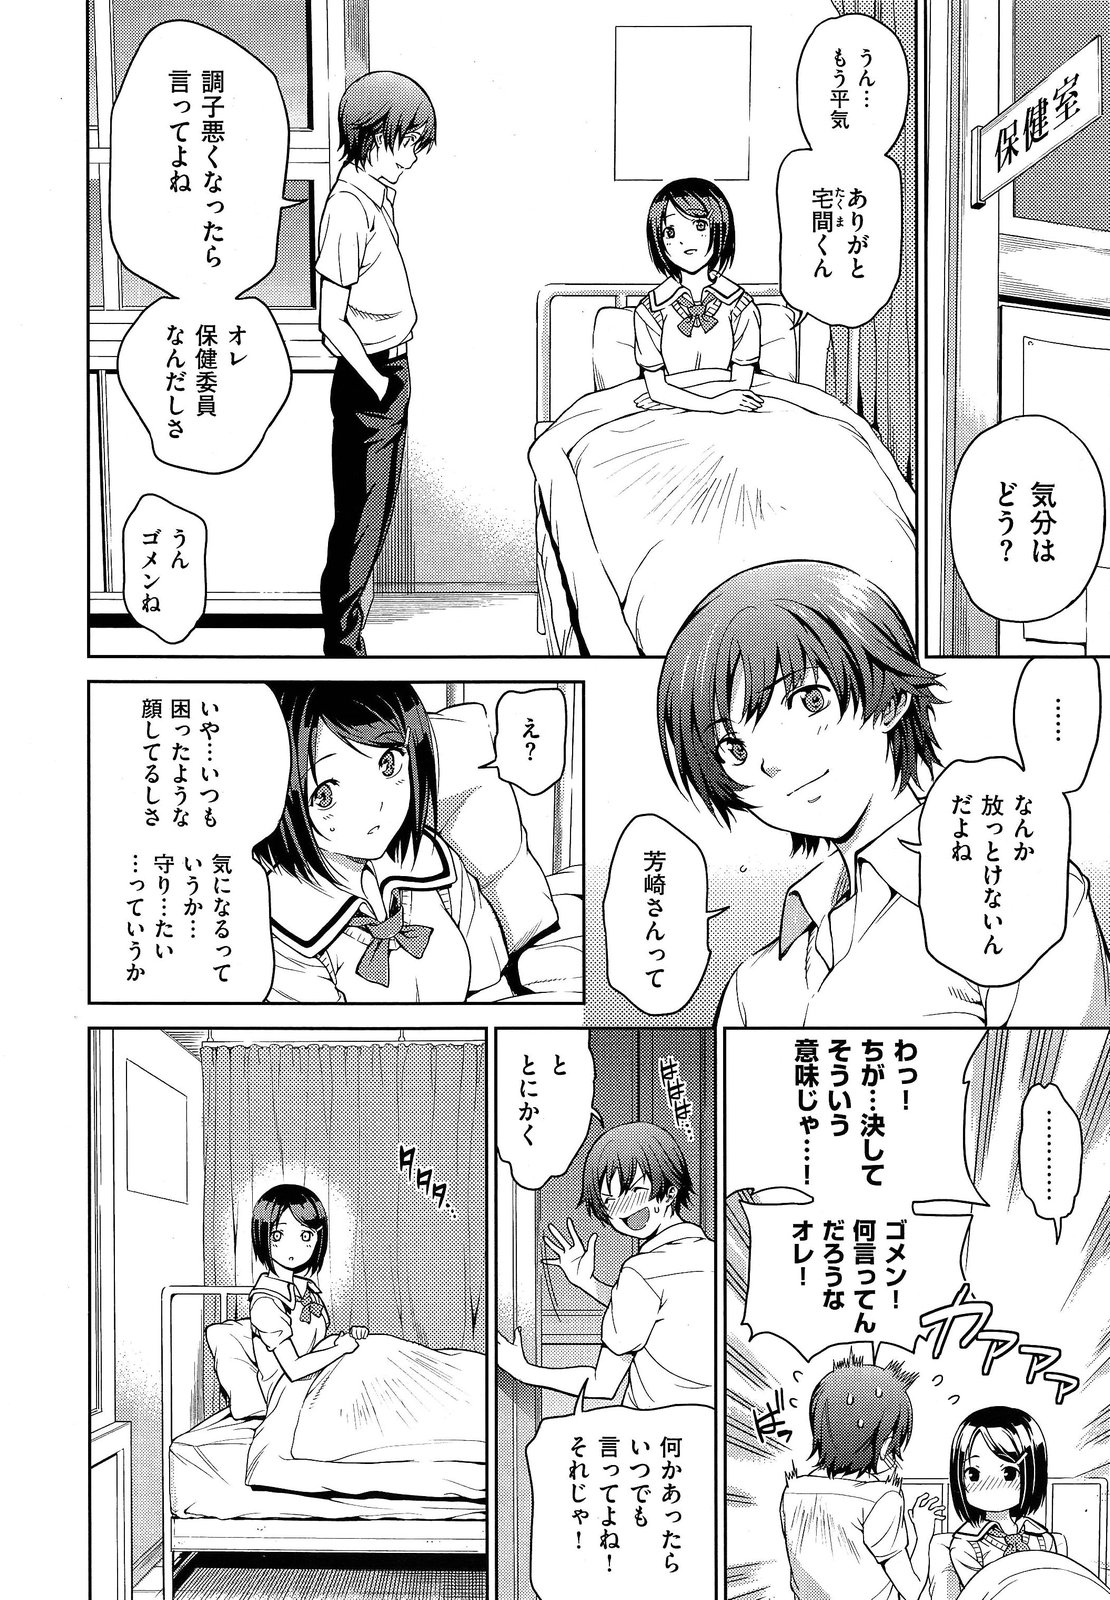 保健室
気分は
どう？
うん…
もう平気
ありがと
宅間くん
たくま
調子悪くなったら
言ってよね
オレ
保健委員
なんだしさ
うん
ゴメンね
……
なんか
放っとけないん
だよね
芳崎さんって
え？
いや…いつも
困ったような
顔してるしさ
気になるって
いうか…
守り…たい
…っていうか
………
カァァァ
わっ！
ちが…決して
そういう
意味じゃ…！
ゴメン！
何言ってん
だろうな
オレ！
ばっ
ははは…
と
とにかく
何かあったら
いつでも
言ってよね！
それじゃ！
タタタ…